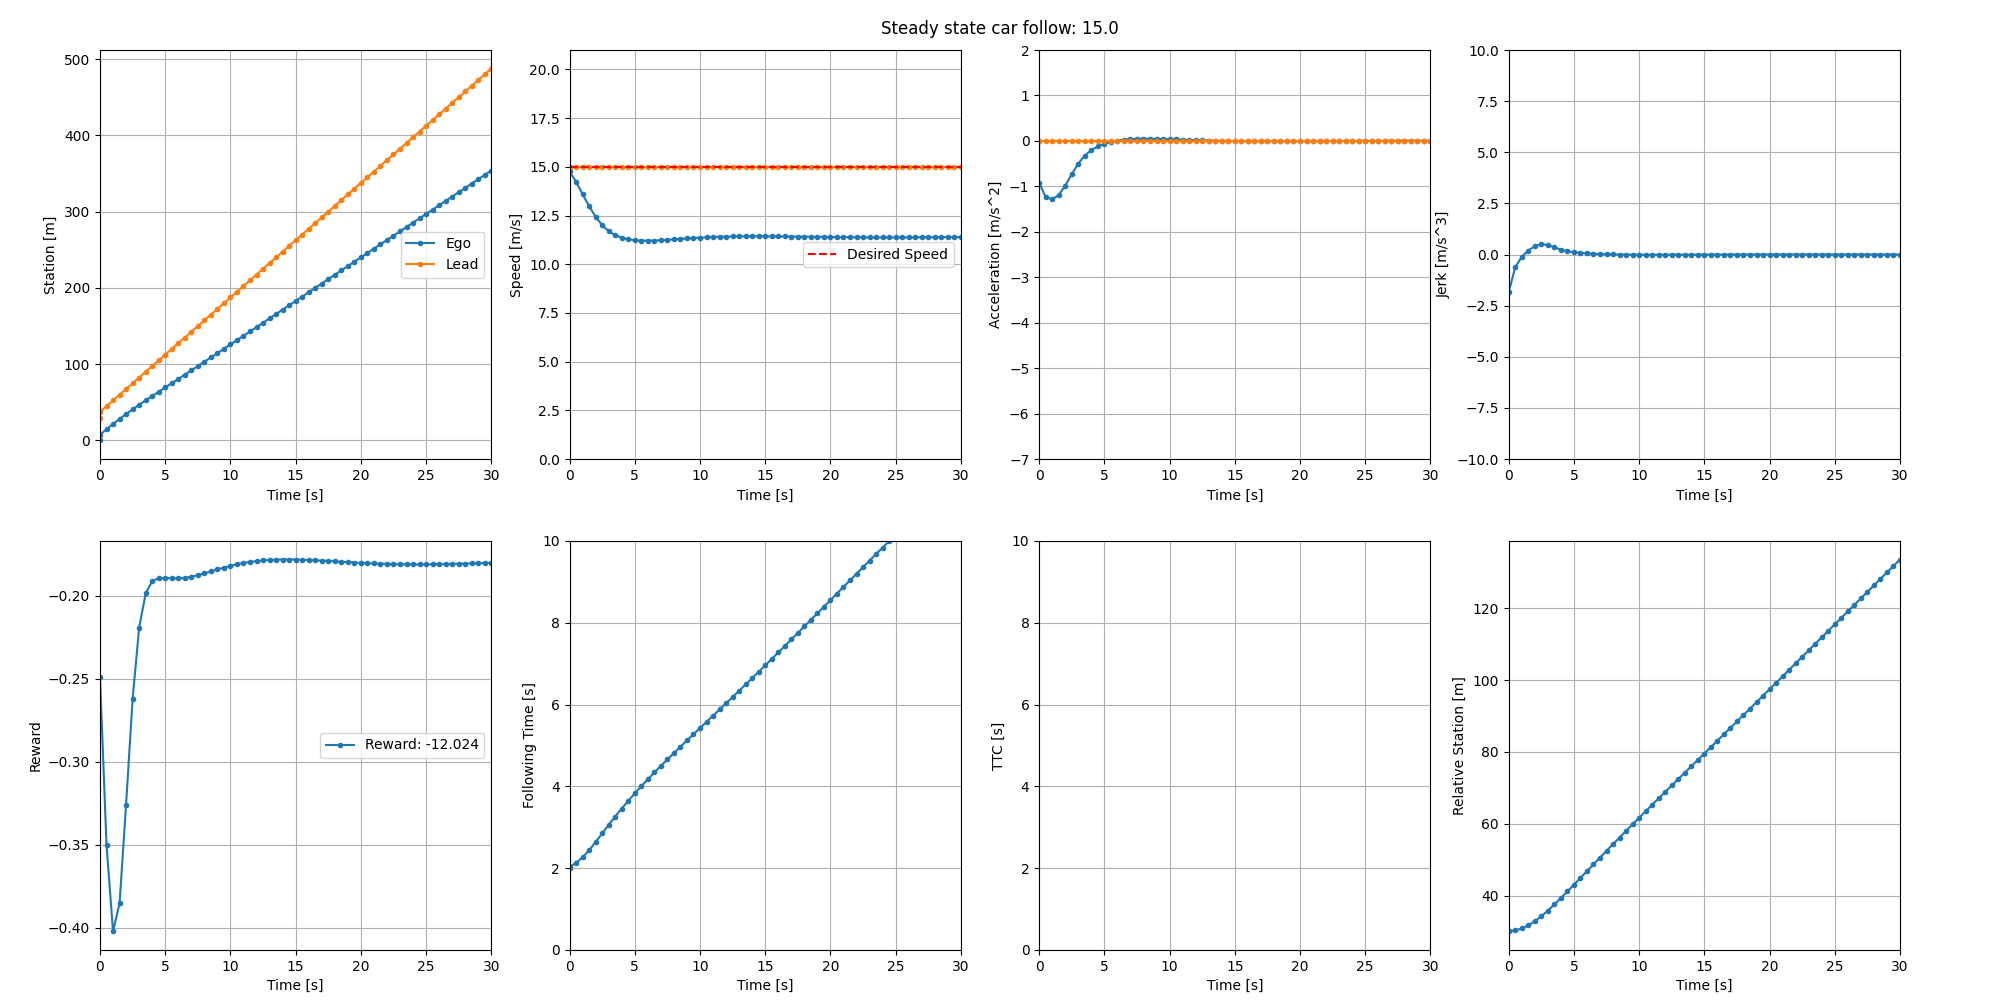 Steady state car follow: 15.0
Station [m]
500
400
300
200
100
0
Ego
Lead
0 5 10 15 20 25 30
Time [s]
Speed [m/s]
20.0
17.5
15.0
12.5
10.0
7.5
5.0
2.5
0.0
Desired Speed
0 5 10 15 20 25 30
Time [s]
Acceleration [m/s^2]
2
1
0
−1
−2
−3
−4
−5
−6
−7
0 5 10 15 20 25 30
Time [s]
Jerk [m/s^3]
10.0
7.5
5.0
2.5
0.0
−2.5
−5.0
−7.5
−10.0
0 5 10 15 20 25 30
Time [s]
Reward
−0.20
−0.25
−0.30
−0.35
−0.40
Reward: -12.024
0 5 10 15 20 25 30
Time [s]
Following Time [s]
10
8
6
4
2
0
0 5 10 15 20 25 30
Time [s]
TTC [s]
10
8
6
4
2
0
0 5 10 15 20 25 30
Time [s]
Relative Station [m]
120
100
80
60
40
0 5 10 15 20 25 30
Time [s]